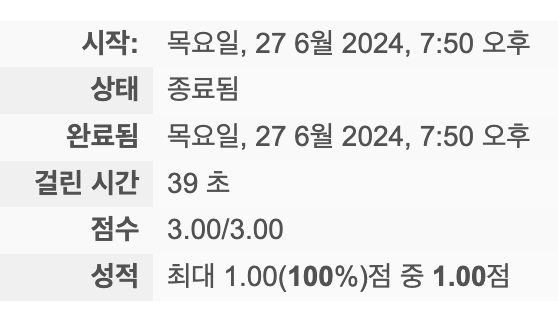 시작: 목요일, 27 6월 2024, 7:50 오후
상태 종료됨
완료됨 목요일, 27 6월 2024, 7:50 오후
걸린 시간 39 초
점수 3.00/3.00
성적 최대 1.00(100%)점 중 1.00점